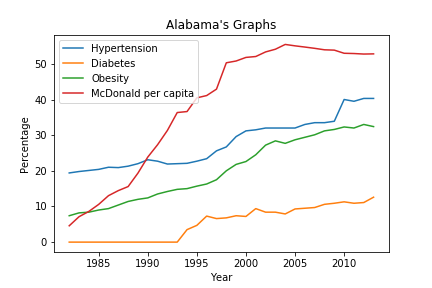 Alabama's Graphs
Hypertension
Diabetes
Obesity
McDonald per capita
Percentage
50
40
30
20
10
0
1985 1990 1995 2000 2005 2010
Year